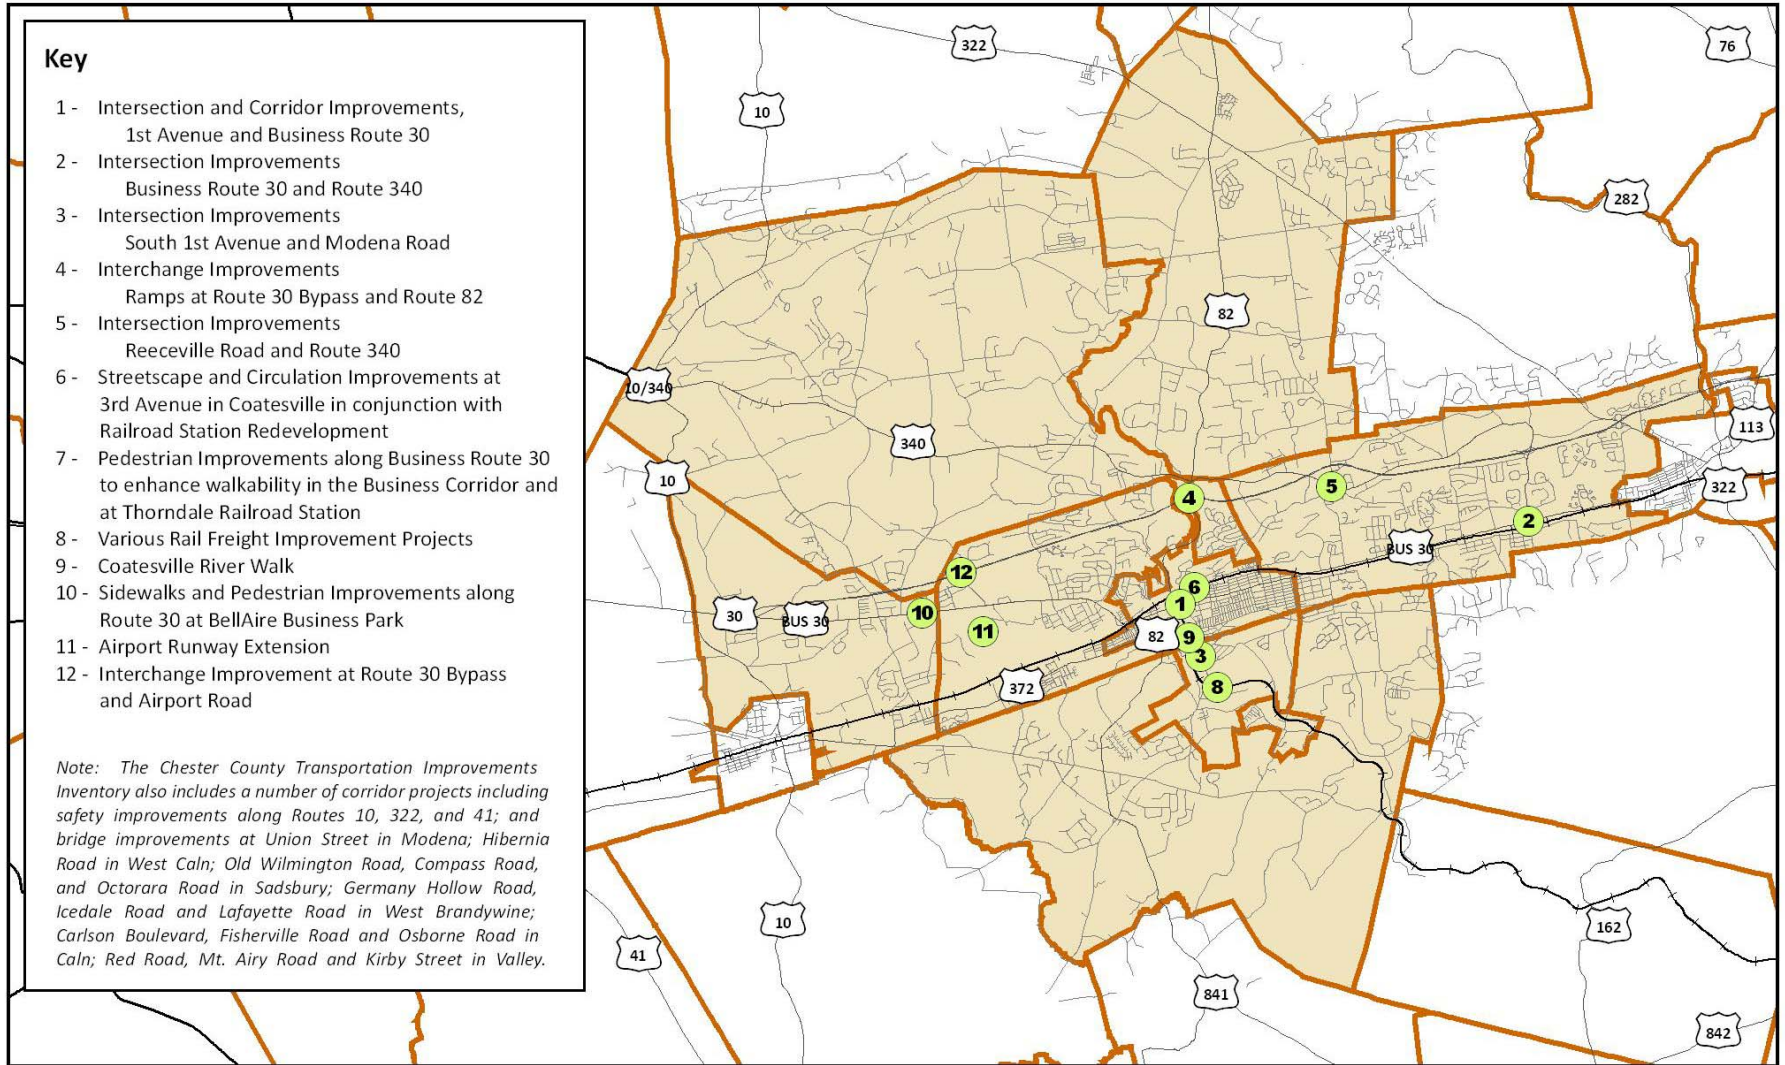 Key
1 - Intersection and Corridor Improvements,
1st Avenue and Business Route 30
2 - Intersection Improvements
Business Route 30 and Route 340
3 - Intersection Improvements
South 1st Avenue and Modena Road
4 - Interchange Improvements
Ramps at Route 30 Bypass and Route 82
5 - Intersection Improvements
Reeceville Road and Route 340
6 - Streetscape and Circulation Improvements at
3rd Avenue in Coatesville in conjunction with
Railroad Station Redevelopment
7 - Pedestrian Improvements along Business Route 30
to enhance walkability in the Business Corridor and
at Thorndale Railroad Station
8 - Various Rail Freight Improvement Projects
9 - Coatesville River Walk
10 - Sidewalks and Pedestrian Improvements along
Route 30 at BellAire Business Park
11 - Airport Runway Extension
12 - Interchange Improvement at Route 30 Bypass
and Airport Road
Note: The Chester County Transportation Improvements
Inventory also includes a number of corridor projects including
safety improvements along Routes 10, 322, and 41; and
bridge improvements at Union Street in Modena; Hibernia
Road in West Caln; Old Wilmington Road, Compass Road,
and Octorara Road in Sadsbury; Germany Hollow Road,
Icedale Road and Lafayette Road in West Brandywine;
Carlson Boulevard, Fisherville Road and Osborne Road in
Caln; Red Road, Mt. Airy Road and Kirby Street in Valley.
322
76
10
282
82
10/340
340
113
10
322
4
5
2
BUS 30
12
6
1
30
BUS 30
10
11
82
9
3
372
8
10
162
41
841
842